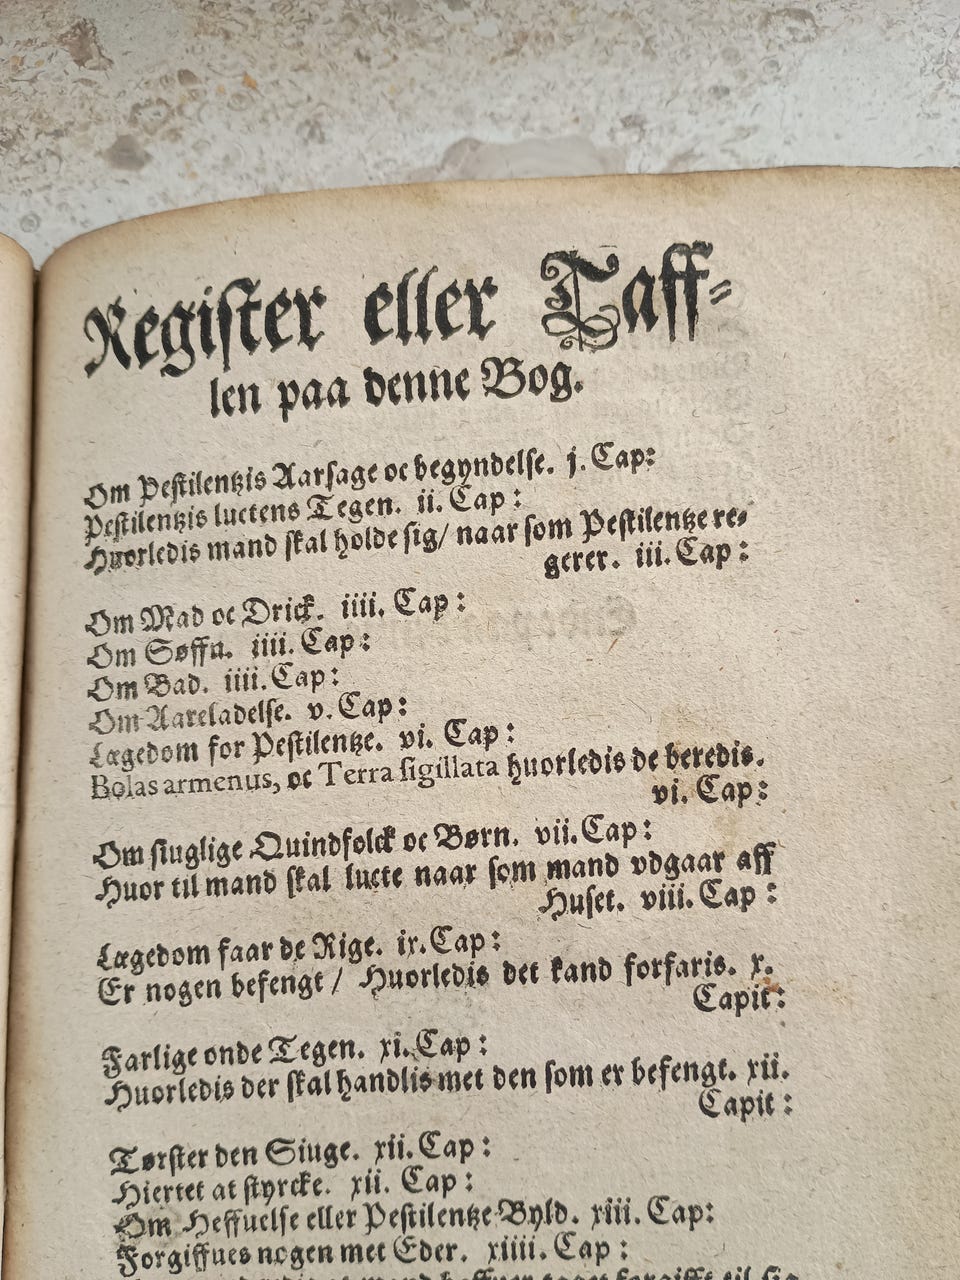 Register eller Taff-
len paa denne Bog.
Om Pestilentzis Aarsage oc begyndelse. j. Cap:
Pestilentzis luctens Tegen. ii. Cap:
Huorledis mand skal holde sig/ naar som Pestilentze re-
gerer. iii. Cap:
Om Mad oc Drick. iiii. Cap:
Om Søffn. iiii. Cap:
Om Bad. iiii. Cap:
Om Aareladelse. v. Cap:
Lægedom for Pestilentze. vi. Cap:
Bolas armenus, oc Terra sigillata huorledis de beredis.
vi. Cap:
Om siuglige Quindfolck oc Børn. vii. Cap:
Huor til mand skal lucte naar som mand vdgaar aff
Huset. viii. Cap:
Lægedom faar de Rige. ix. Cap:
Er nogen befengt / Huorledis det kand forfaris. x.
Capit:
Farlige onde Tegen. xi. Cap:
Huorledis der skal handlis met den som er befengt. xii.
Capit:
Tørster den Siuge. xii. Cap:
Hiertet at styrcke. xii. Cap:
Om Heffuelse eller Pestilentze Byld. xiii. Cap:
Forgiffues nogen met Eder. xiiii. Cap: